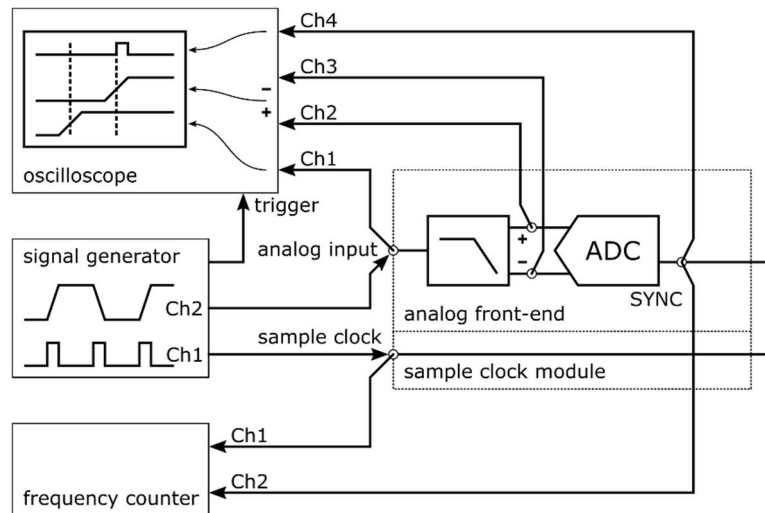 Ch4
Ch3
−
Ch2
+
Ch1
oscilloscope
trigger
signal generator
analog input
+
−
ADC
Ch2
SYNC
analog front-end
sample clock
Ch1
sample clock module
Ch1
Ch2
frequency counter